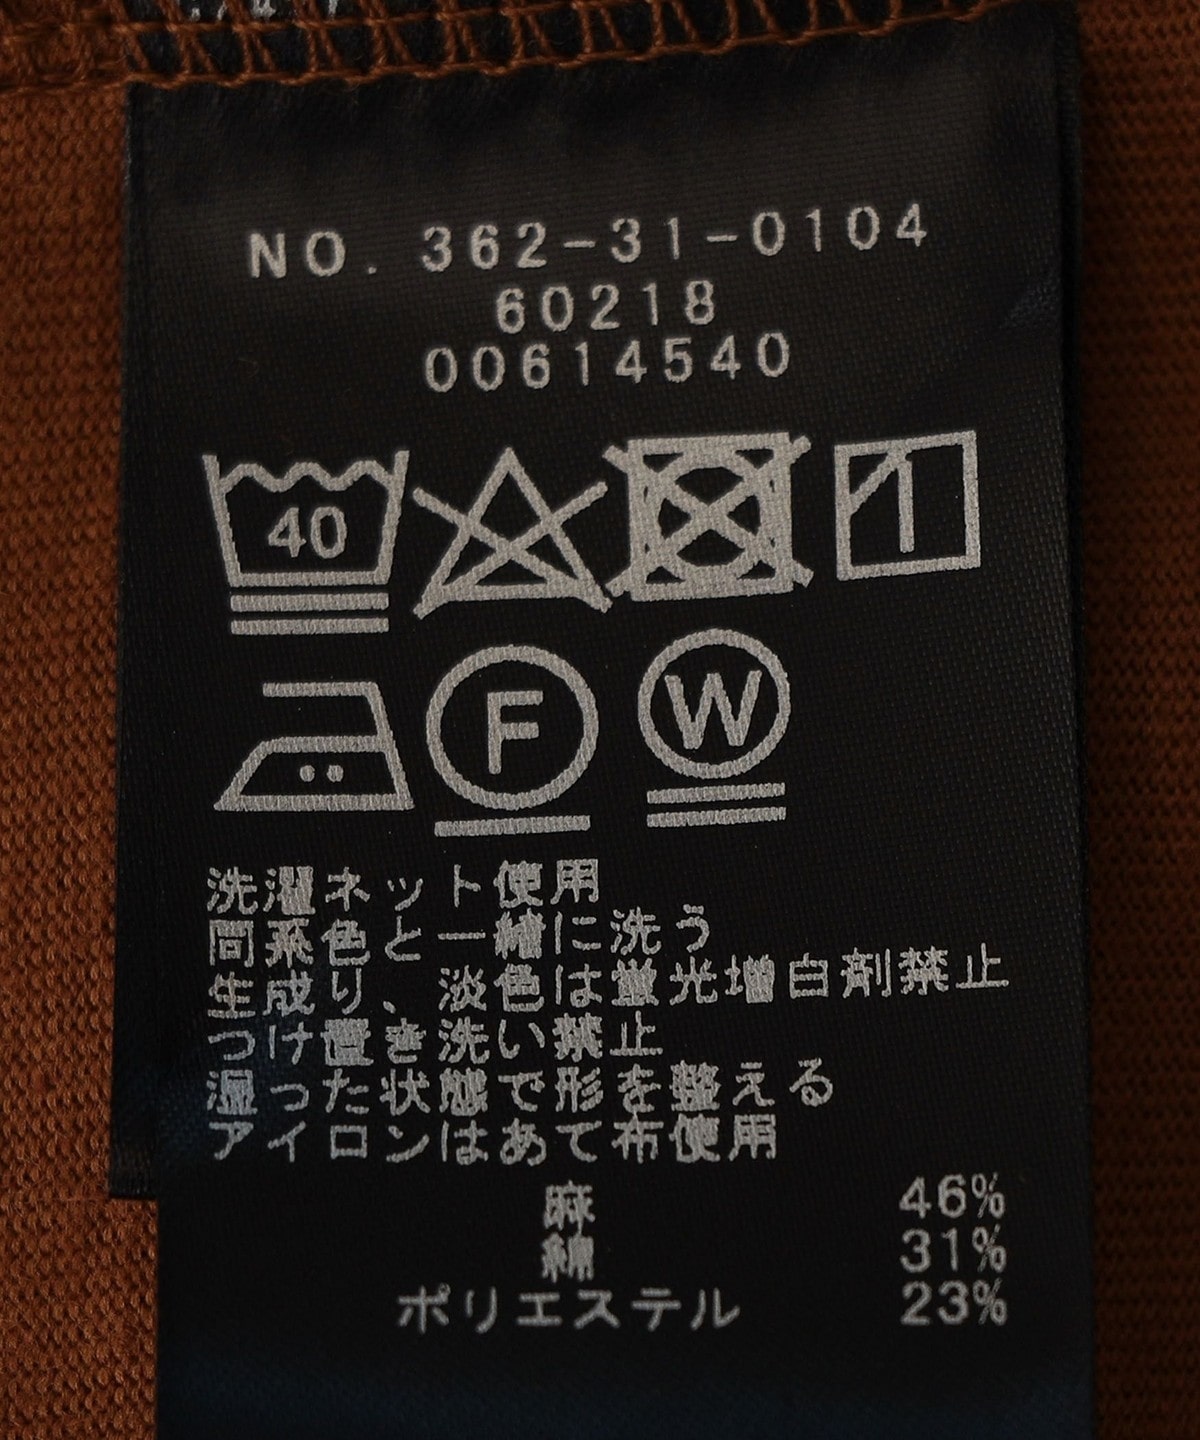 NO. 362-31-0104
60218
00614540
40
F
W
洗濯ネット使用
同系色と一緒に洗う
生成り、淡色は蛍光増白剤禁止
つけ置き洗い禁止
湿った状態で形を整える
アイロンはあて布使用
麻 46%
綿 31%
ポリエステル 23%